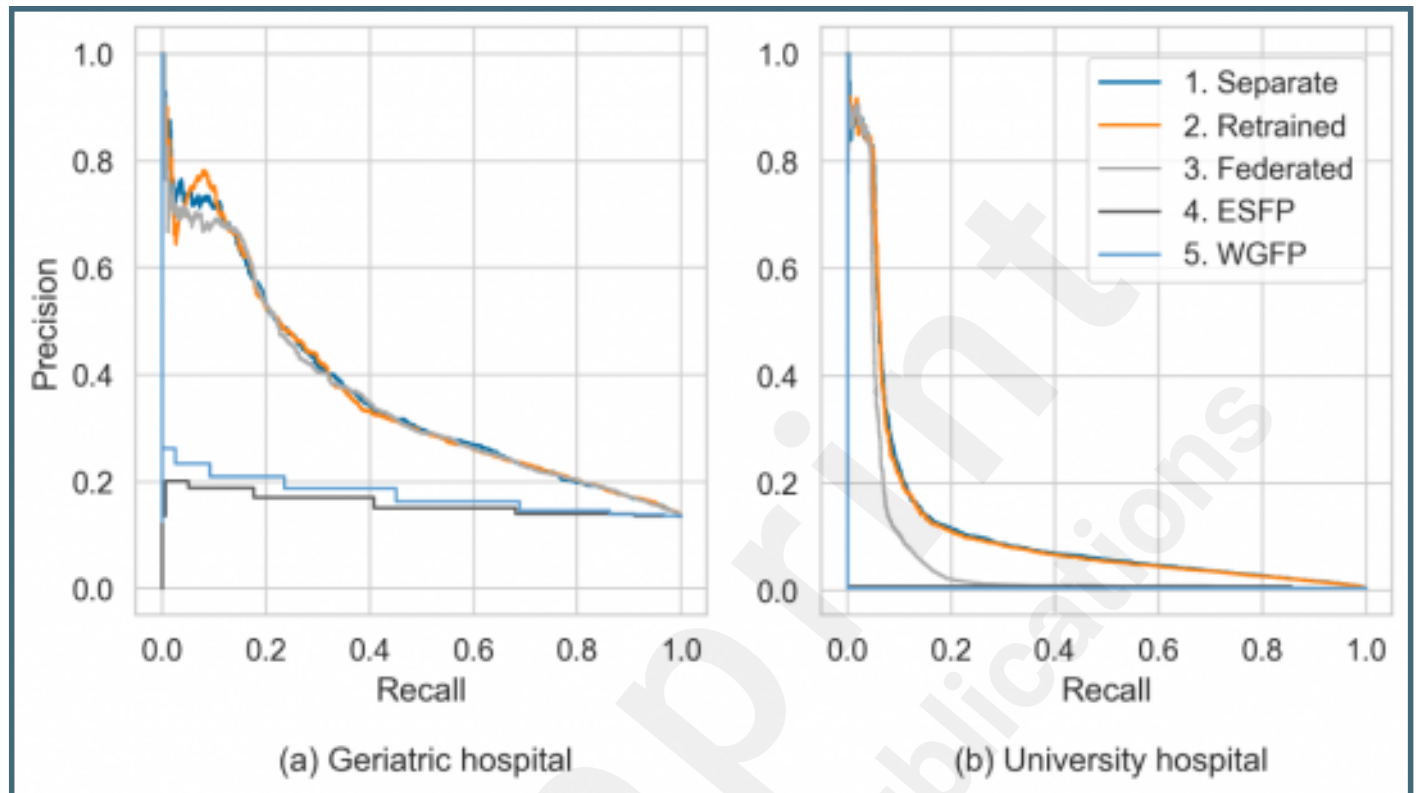 1.0
0.8
0.6
0.4
0.2
0.0
Precision
0.0 0.2 0.4 0.6 0.8 1.0
Recall
(a) Geriatric hospital
1.0
0.8
0.6
0.4
0.2
0.0
1. Separate
2. Retrained
3. Federated
4. ESFP
5. WGFP
0.0 0.2 0.4 0.6 0.8 1.0
Recall
(b) University hospital